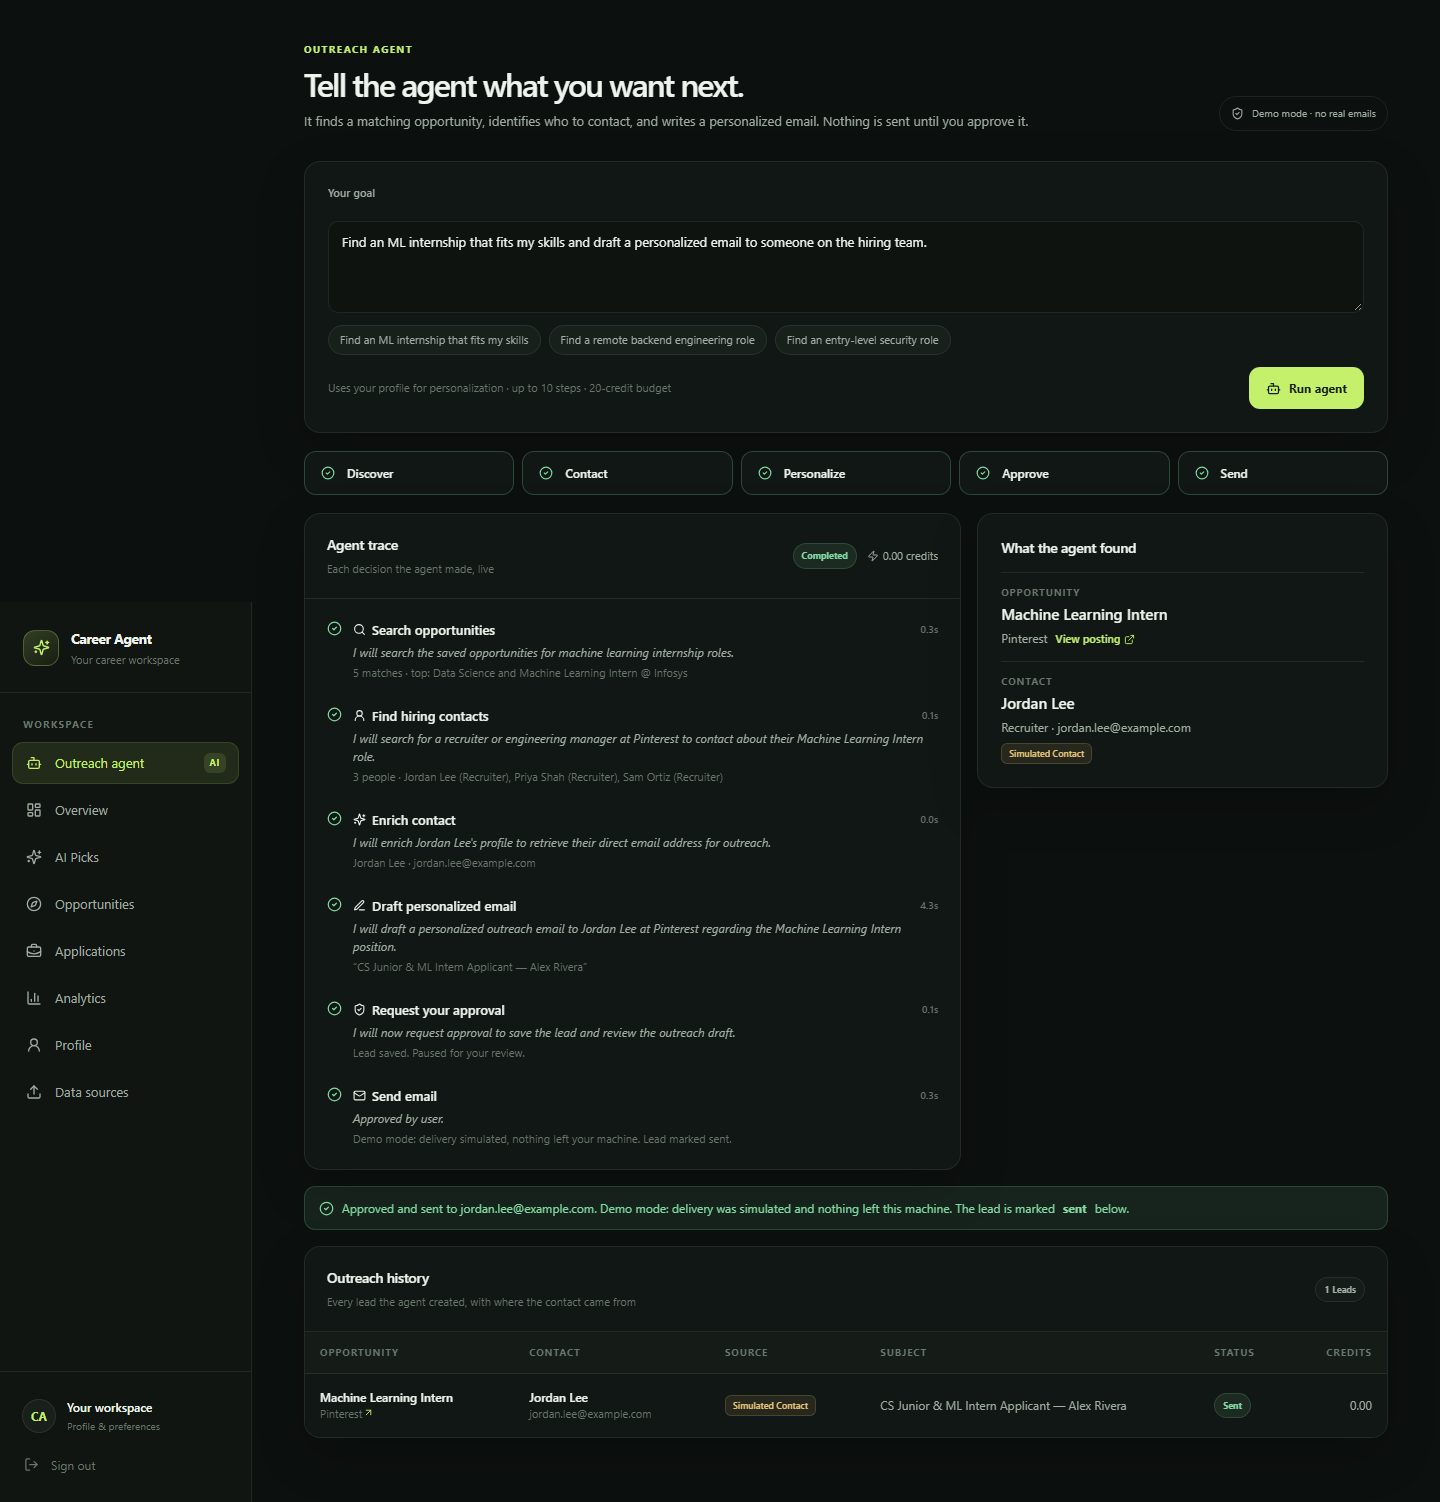 OUTREACH AGENT
Tell the agent what you want next.
It finds a matching opportunity, identifies who to contact, and writes a personalized email. Nothing is sent until you approve it.
Demo mode · no real emails
Your goal
Find an ML internship that fits my skills and draft a personalized email to someone on the hiring team.
Find an ML internship that fits my skills
Find a remote backend engineering role
Find an entry-level security role
Uses your profile for personalization · up to 10 steps · 20-credit budget
Run agent
Discover
Contact
Personalize
Approve
Send
Agent trace
Each decision the agent made, live
Completed
0.00 credits
Search opportunities
0.3s
I will search the saved opportunities for machine learning internship roles.
5 matches · top: Data Science and Machine Learning Intern @ Infosys
Find hiring contacts
0.1s
I will search for a recruiter or engineering manager at Pinterest to contact about their Machine Learning Intern
role.
3 people · Jordan Lee (Recruiter), Priya Shah (Recruiter), Sam Ortiz (Recruiter)
Enrich contact
0.0s
I will enrich Jordan Lee's profile to retrieve their direct email address for outreach.
Jordan Lee · jordan.lee@example.com
Draft personalized email
4.3s
I will draft a personalized outreach email to Jordan Lee at Pinterest regarding the Machine Learning Intern
position.
"CS Junior & ML Intern Applicant — Alex Rivera"
Request your approval
0.1s
I will now request approval to save the lead and review the outreach draft.
Lead saved. Paused for your review.
Send email
0.3s
Approved by user.
Demo mode: delivery simulated, nothing left your machine. Lead marked sent.
What the agent found
OPPORTUNITY
Machine Learning Intern
Pinterest View posting
CONTACT
Jordan Lee
Recruiter · jordan.lee@example.com
Simulated Contact
Approved and sent to jordan.lee@example.com. Demo mode: delivery was simulated and nothing left this machine. The lead is marked sent below.
Outreach history
Every lead the agent created, with where the contact came from
1 Leads
OPPORTUNITY CONTACT SOURCE SUBJECT STATUS CREDITS
Machine Learning Intern
Pinterest
Jordan Lee
jordan.lee@example.com
Simulated Contact
CS Junior & ML Intern Applicant — Alex Rivera
Sent
0.00
Career Agent
Your career workspace
WORKSPACE
Outreach agent AI
Overview
AI Picks
Opportunities
Applications
Analytics
Profile
Data sources
CA
Your workspace
Profile & preferences
Sign out